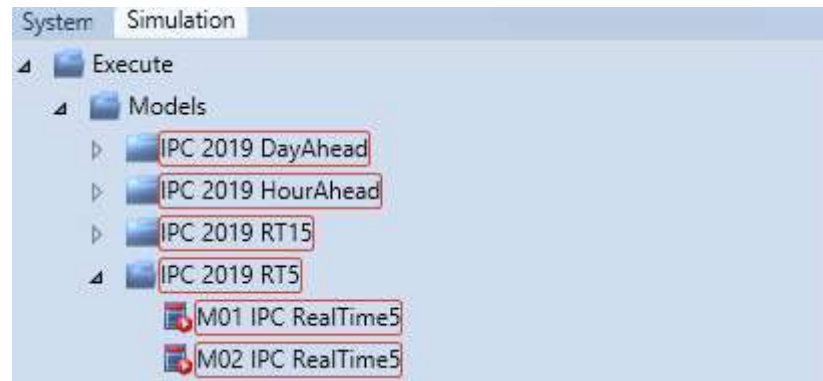 System Simulation
Execute
Models
IPC 2019 DayAhead
IPC 2019 HourAhead
IPC 2019 RT15
IPC 2019 RT5
M01 IPC RealTime5
M02 IPC RealTime5